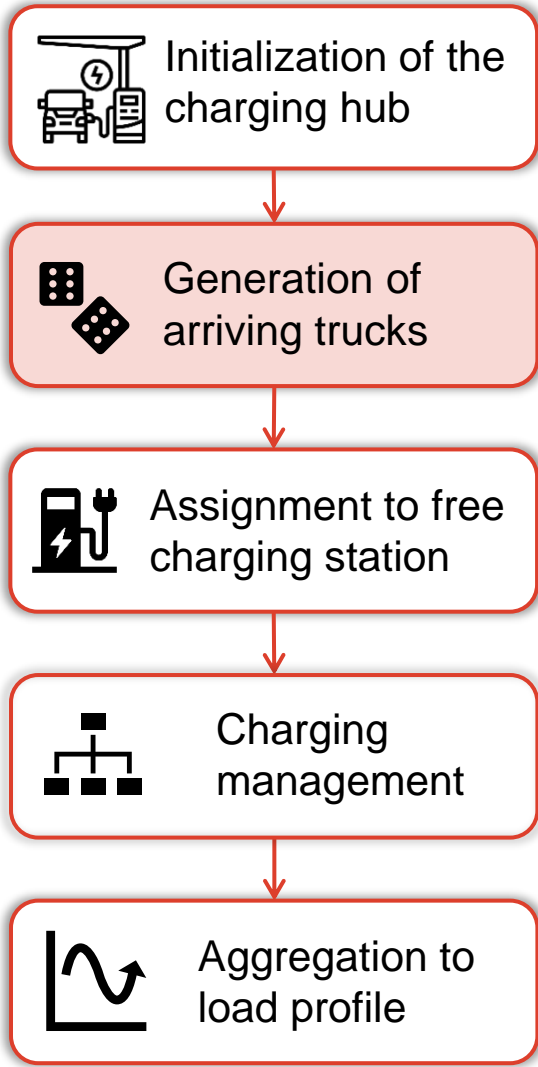 Initialization of the
charging hub
Generation of
arriving trucks
Assignment to free
charging station
Charging
management
Aggregation to
load profile